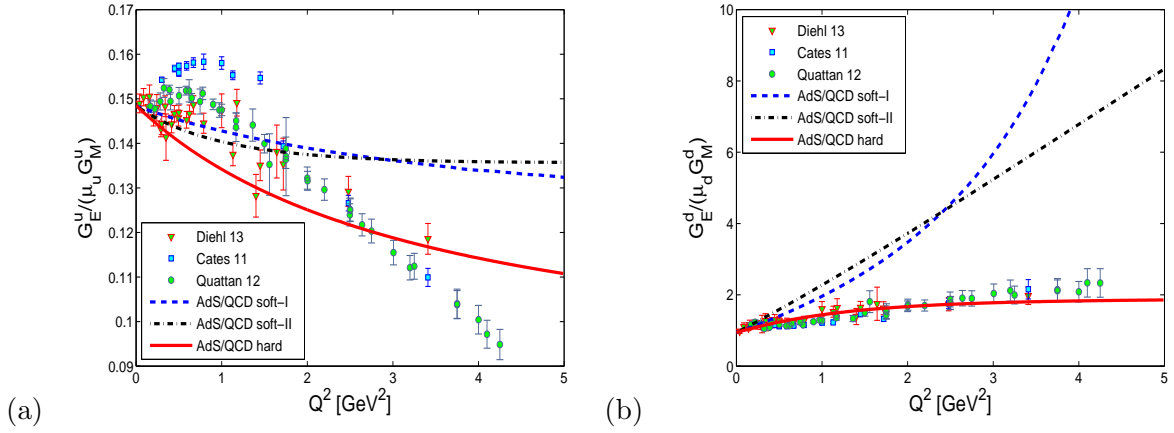 0.17
0.16
0.15
0.14
0.13
0.12
0.11
0.1
0.09
G_E^u/(μ_u G_M^u)
Diehl 13
Cates 11
Quattan 12
AdS/QCD soft−I
AdS/QCD soft−II
AdS/QCD hard
0 1 2 3 4 5
Q^2 [GeV^2]
(a)
10
8
6
4
2
0
G_E^d/(μ_d G_M^d)
Diehl 13
Cates 11
Quattan 12
AdS/QCD soft−I
AdS/QCD soft−II
AdS/QCD hard
0 1 2 3 4 5
Q^2 [GeV^2]
(b)